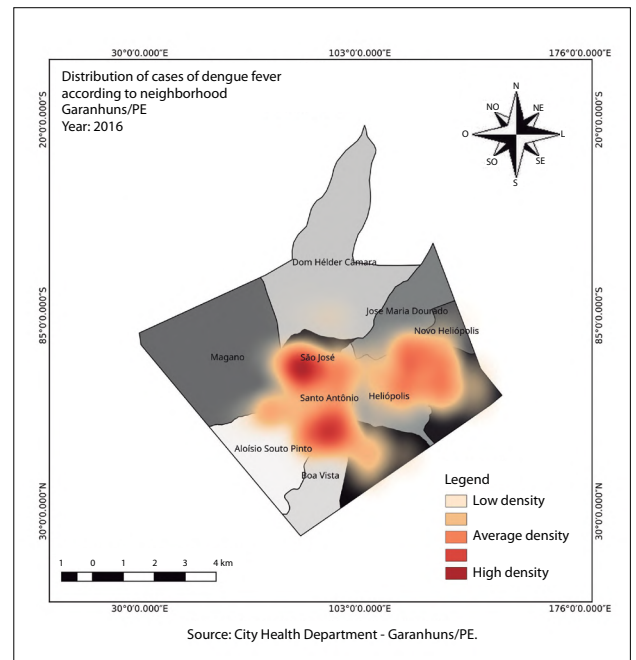 30°0'0.000"E 103°0'0.000"E 176°0'0.000"E
Distribution of cases of dengue fever
according to neighborhood
Garanhuns/PE
Year: 2016
20°0'0.000"S
20°0'0.000"S
N
NO
NE
O
L
SO
SE
S
Dom Hélder Câmara
Jose Maria Dourado
85°0'0.000"S
85°0'0.000"S
Novo Heliópolis
Magano
São José
Santo Antônio
Heliópolis
Aloísio Souto Pinto
Boa Vista
30°0'0.000"N
30°0'0.000"N
Legend
Low density
Average density
High density
1 0 1 2 3 4 km
30°0'0.000"E 103°0'0.000"E 176°0'0.000"E
Source: City Health Department - Garanhuns/PE.